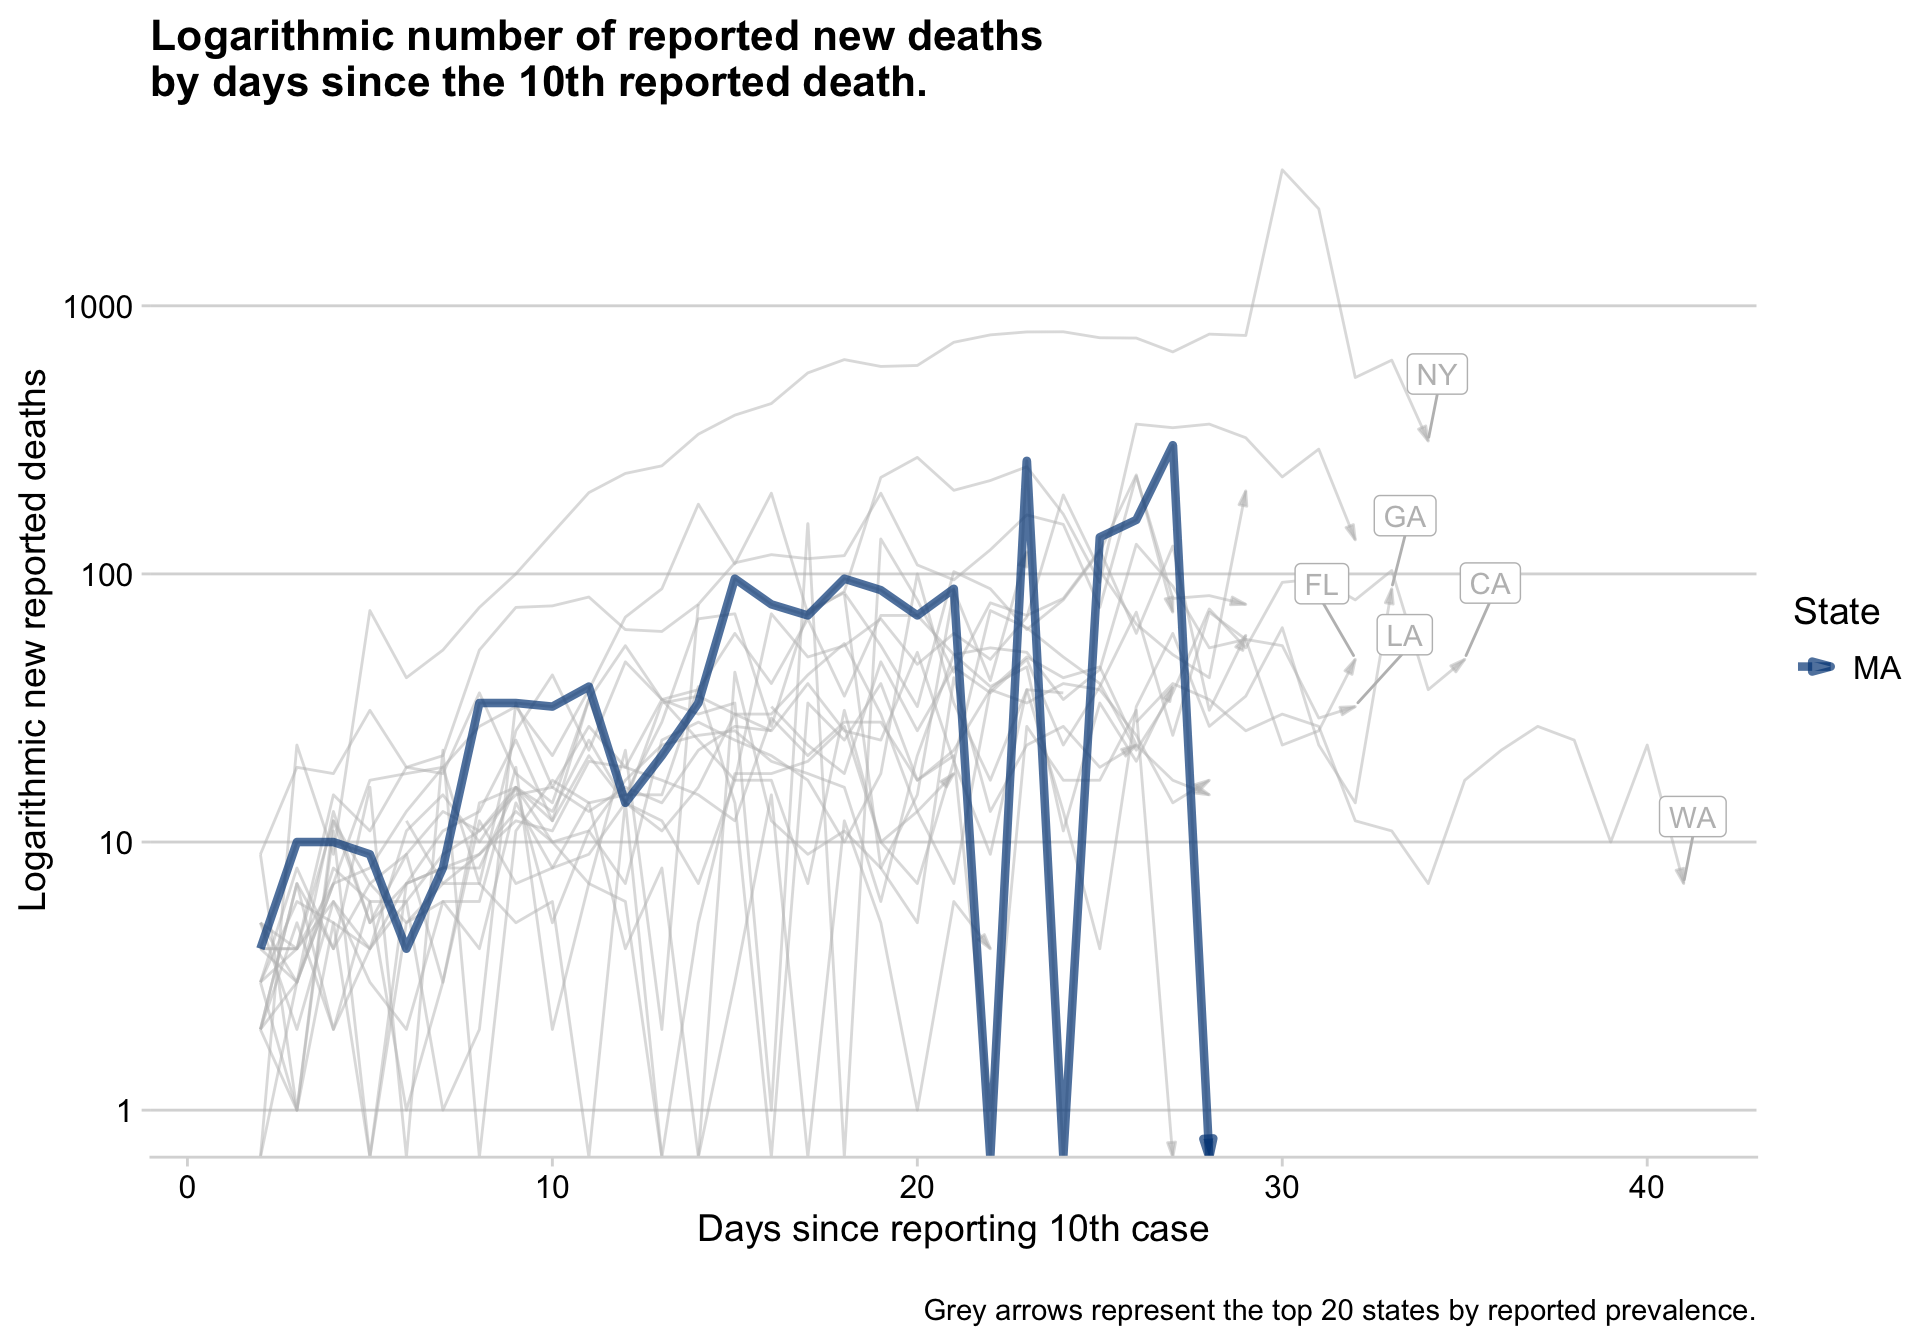 Logarithmic number of reported new deaths
by days since the 10th reported death.
Logarithmic new reported deaths
1000
100
10
1
NY
GA
FL
CA
LA
WA
State
MA
0
10
20
30
40
Days since reporting 10th case
Grey arrows represent the top 20 states by reported prevalence.